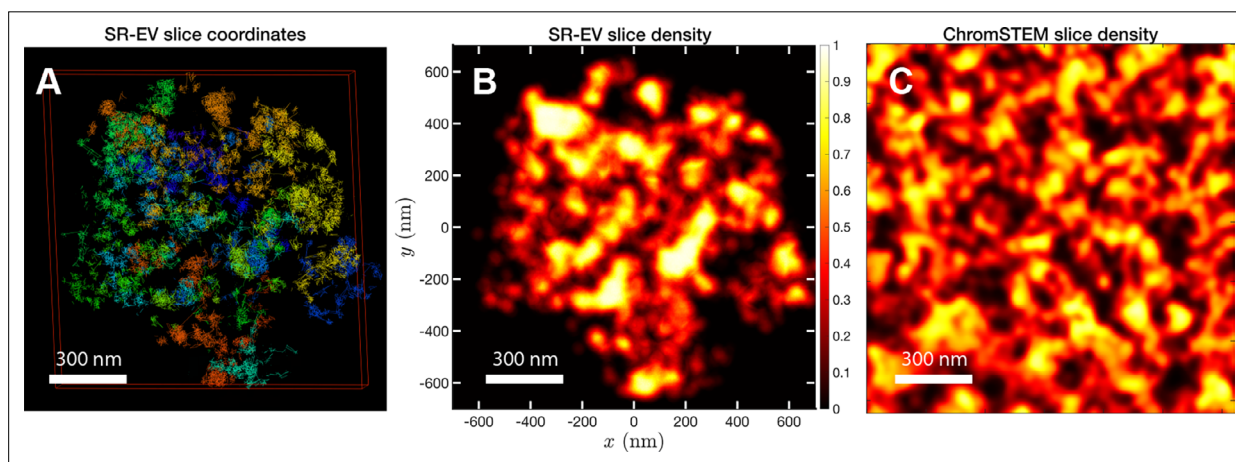 SR-EV slice coordinates
A
300 nm
SR-EV slice density
B
600
400
200
0
-200
-400
-600
y (nm)
300 nm
-600 -400 -200 0 200 400 600
x (nm)
1
0.9
0.8
0.7
0.6
0.5
0.4
0.3
0.2
0.1
0
ChromSTEM slice density
C
300 nm